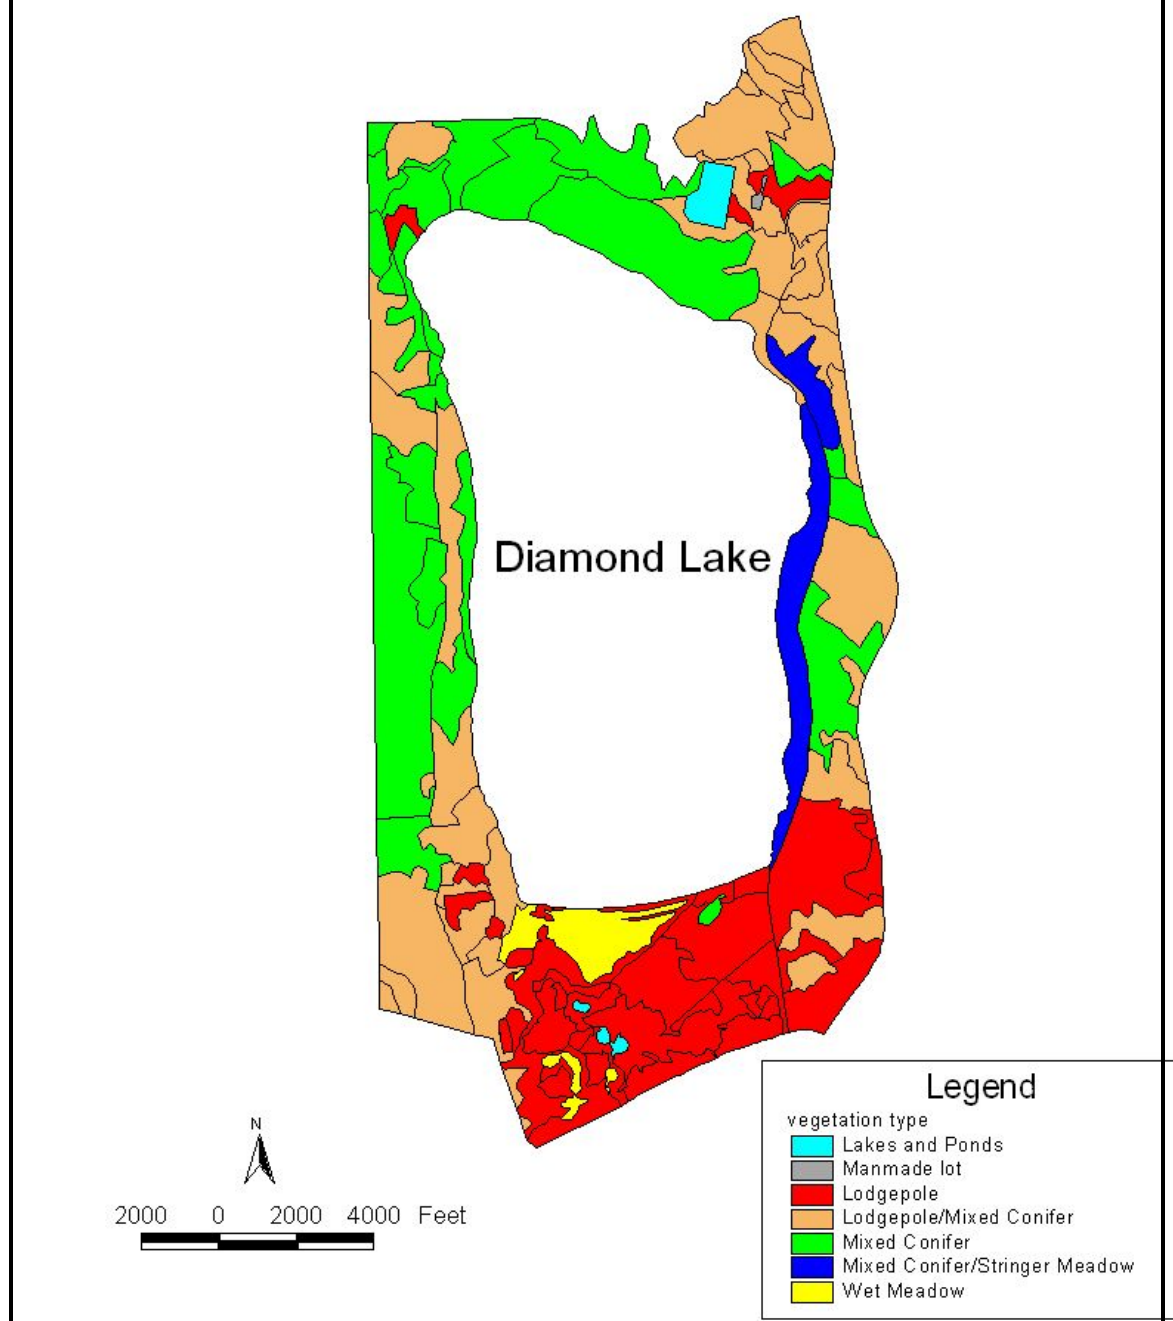 Diamond Lake
N
2000 0 2000 4000 Feet
Legend
vegetation type
Lakes and Ponds
Manmade lot
Lodgepole
Lodgepole/Mixed Conifer
Mixed Conifer
Mixed Conifer/Stringer Meadow
Wet Meadow